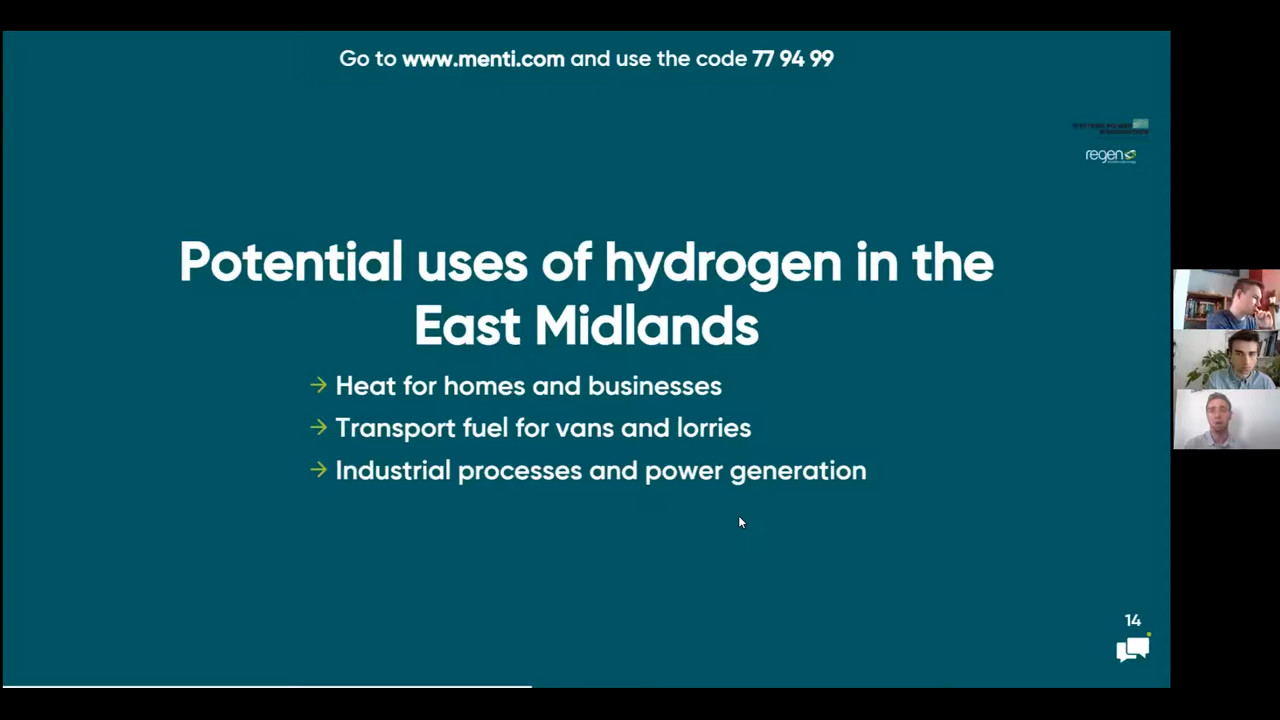 Go to www.menti.com and use the code 77 94 99
regen
Potential uses of hydrogen in the
East Midlands
→ Heat for homes and businesses
→ Transport fuel for vans and lorries
→ Industrial processes and power generation
14